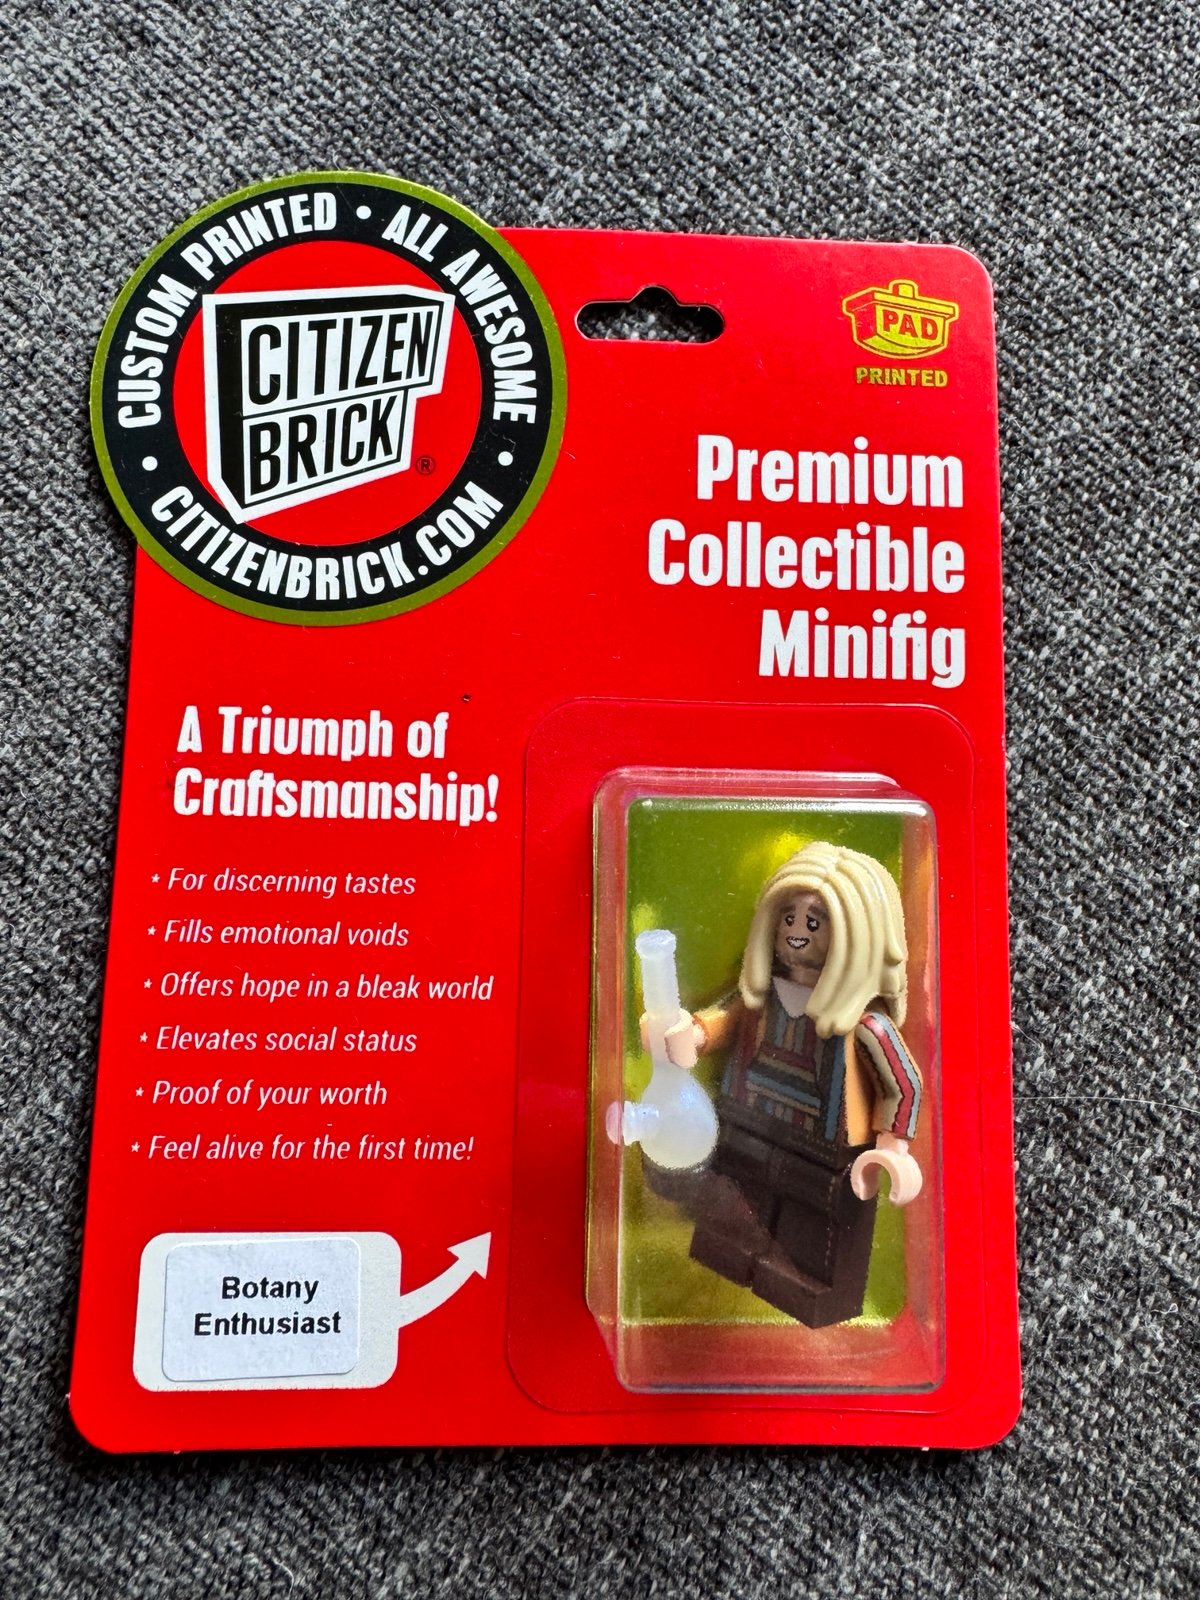 CUSTOM PRINTED • ALL AWESOME
• CITIZENBRICK.COM •
CITIZEN
BRICK®
PAD
PRINTED
Premium
Collectible
Minifig
A Triumph of
Craftsmanship!
* For discerning tastes
* Fills emotional voids
* Offers hope in a bleak world
* Elevates social status
* Proof of your worth
* Feel alive for the first time!
Botany
Enthusiast